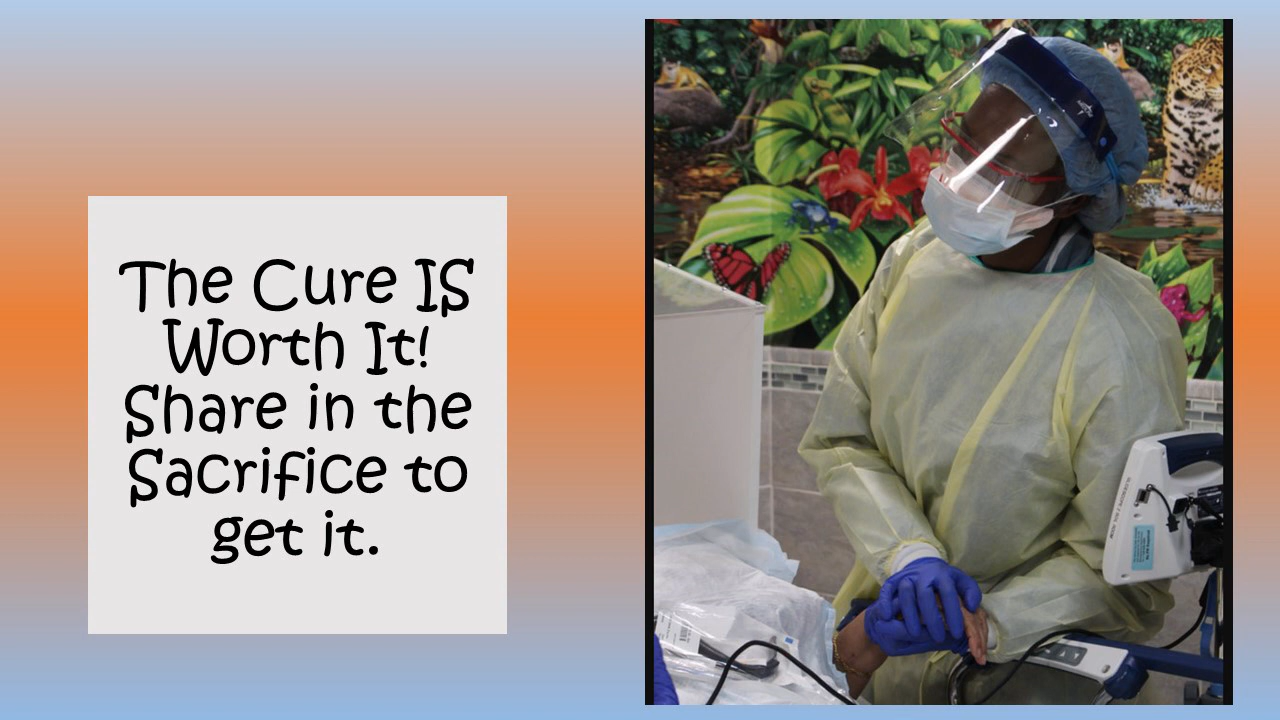 The Cure IS
Worth It!
Share in the
Sacrifice to
get it.